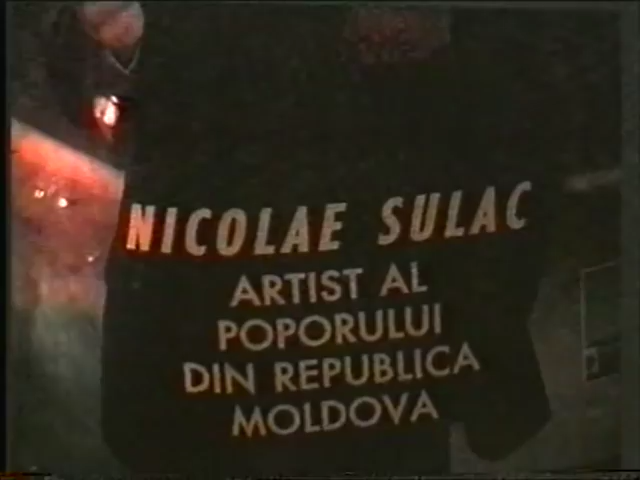 NICOLAE SULAC
ARTIST AL
POPORULUI
DIN REPUBLICA
MOLDOVA